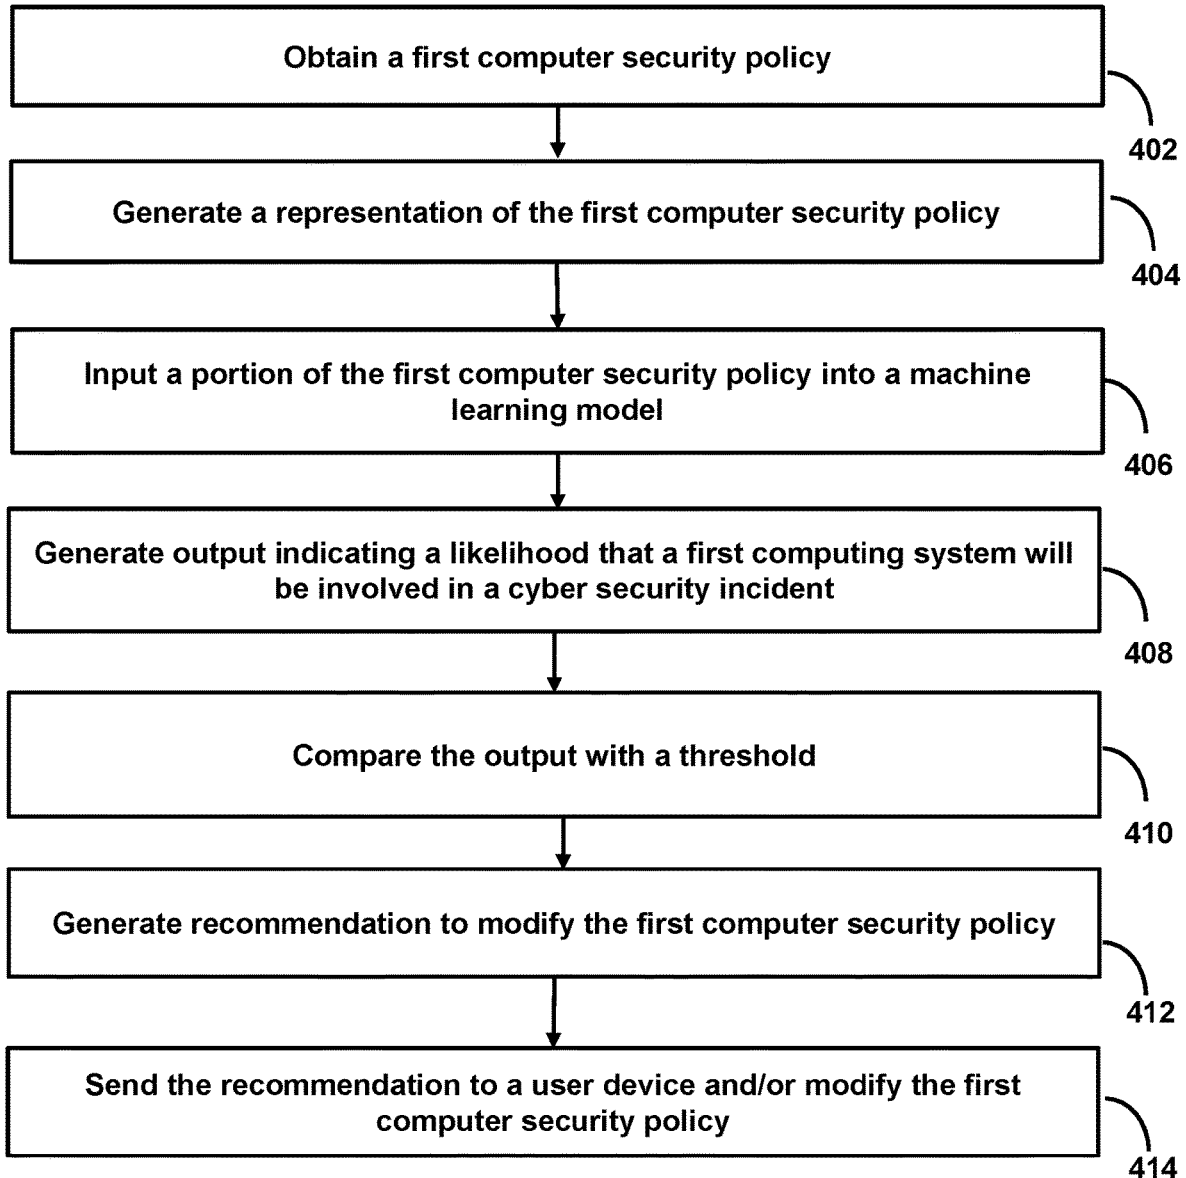 Obtain a first computer security policy
402
Generate a representation of the first computer security policy
404
Input a portion of the first computer security policy into a machine
learning model
406
Generate output indicating a likelihood that a first computing system will
be involved in a cyber security incident
408
Compare the output with a threshold
410
Generate recommendation to modify the first computer security policy
412
Send the recommendation to a user device and/or modify the first
computer security policy
414